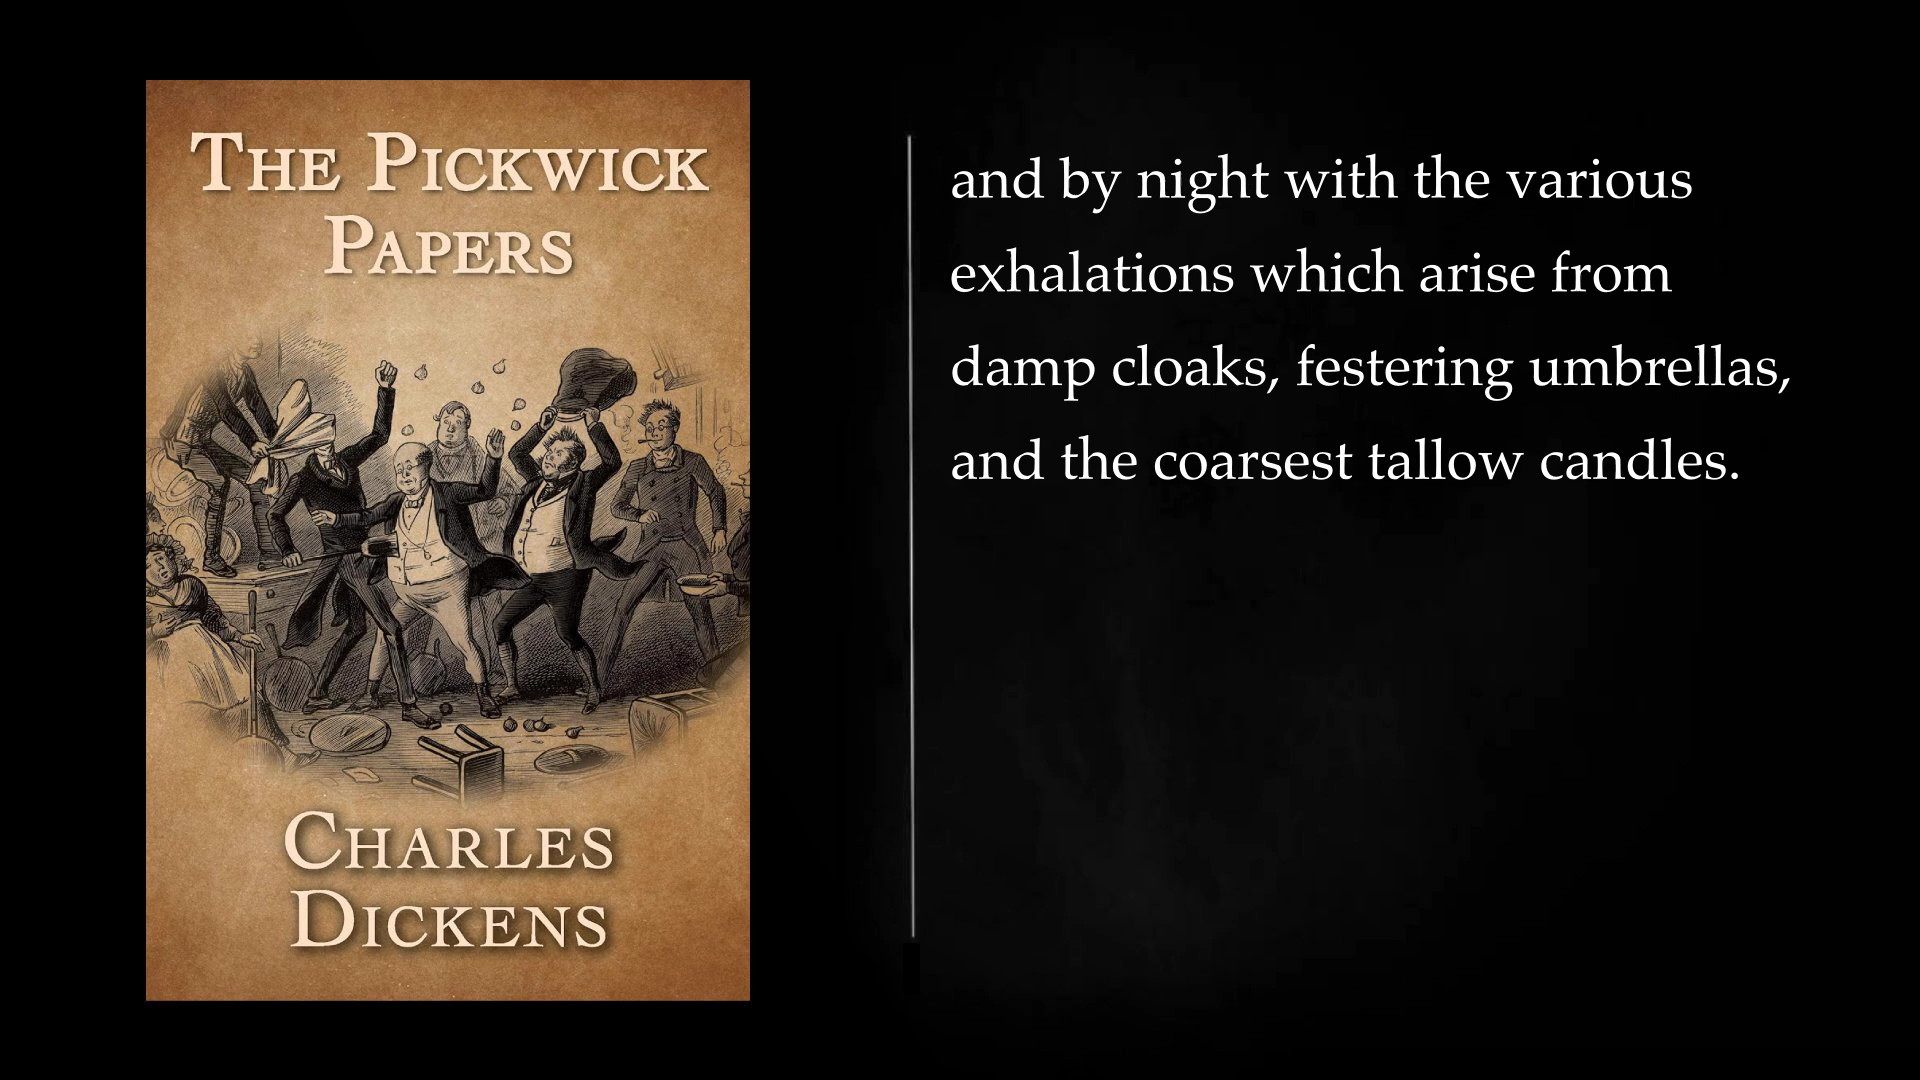 The Pickwick
Papers
Charles
Dickens
and by night with the various
exhalations which arise from
damp cloaks, festering umbrellas,
and the coarsest tallow candles.